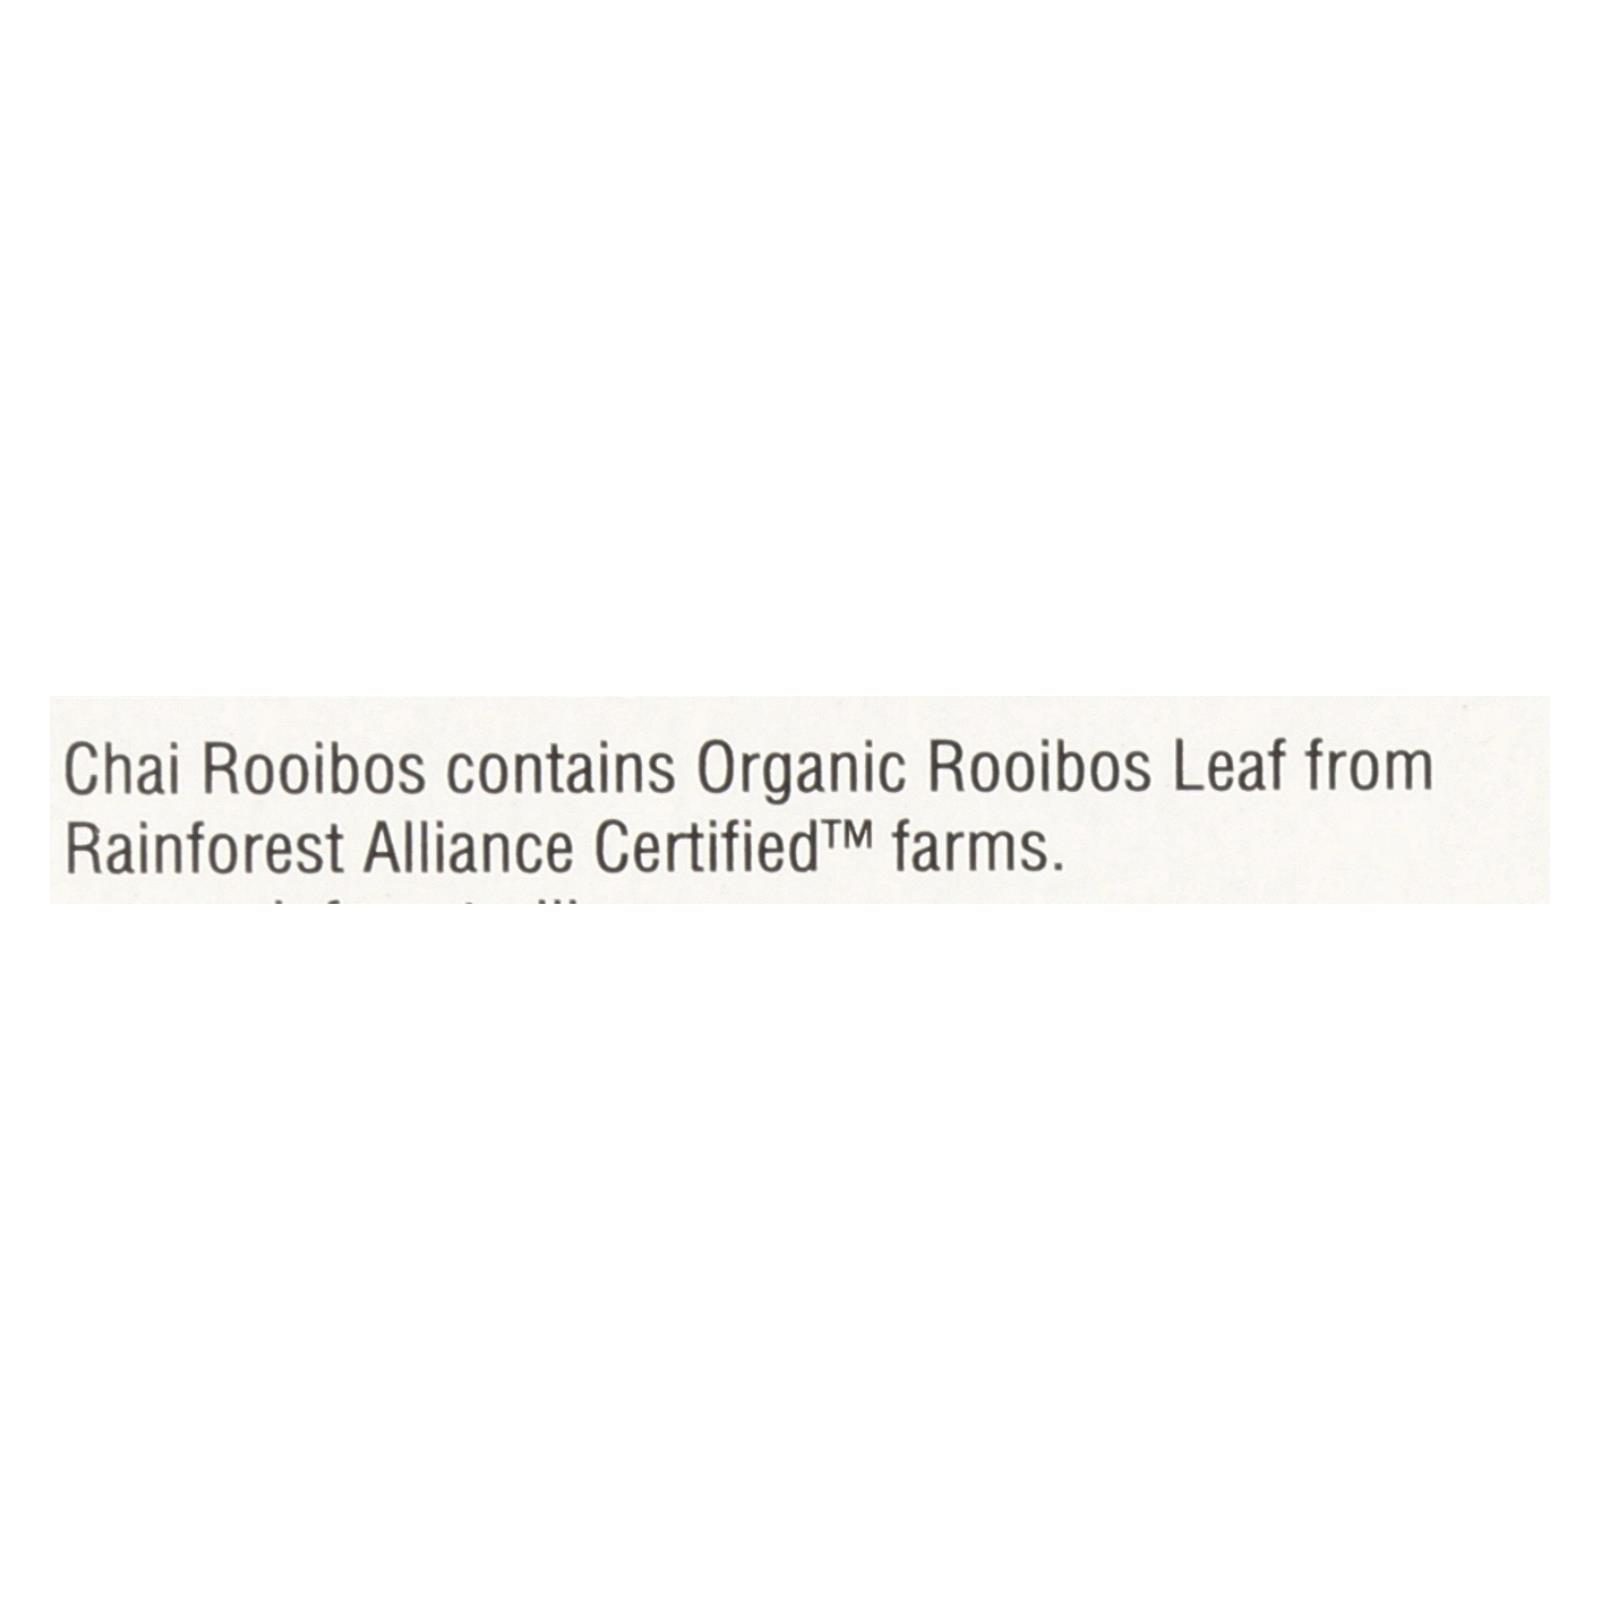 Chai Rooibos contains Organic Rooibos Leaf from
Rainforest Alliance Certified™ farms.